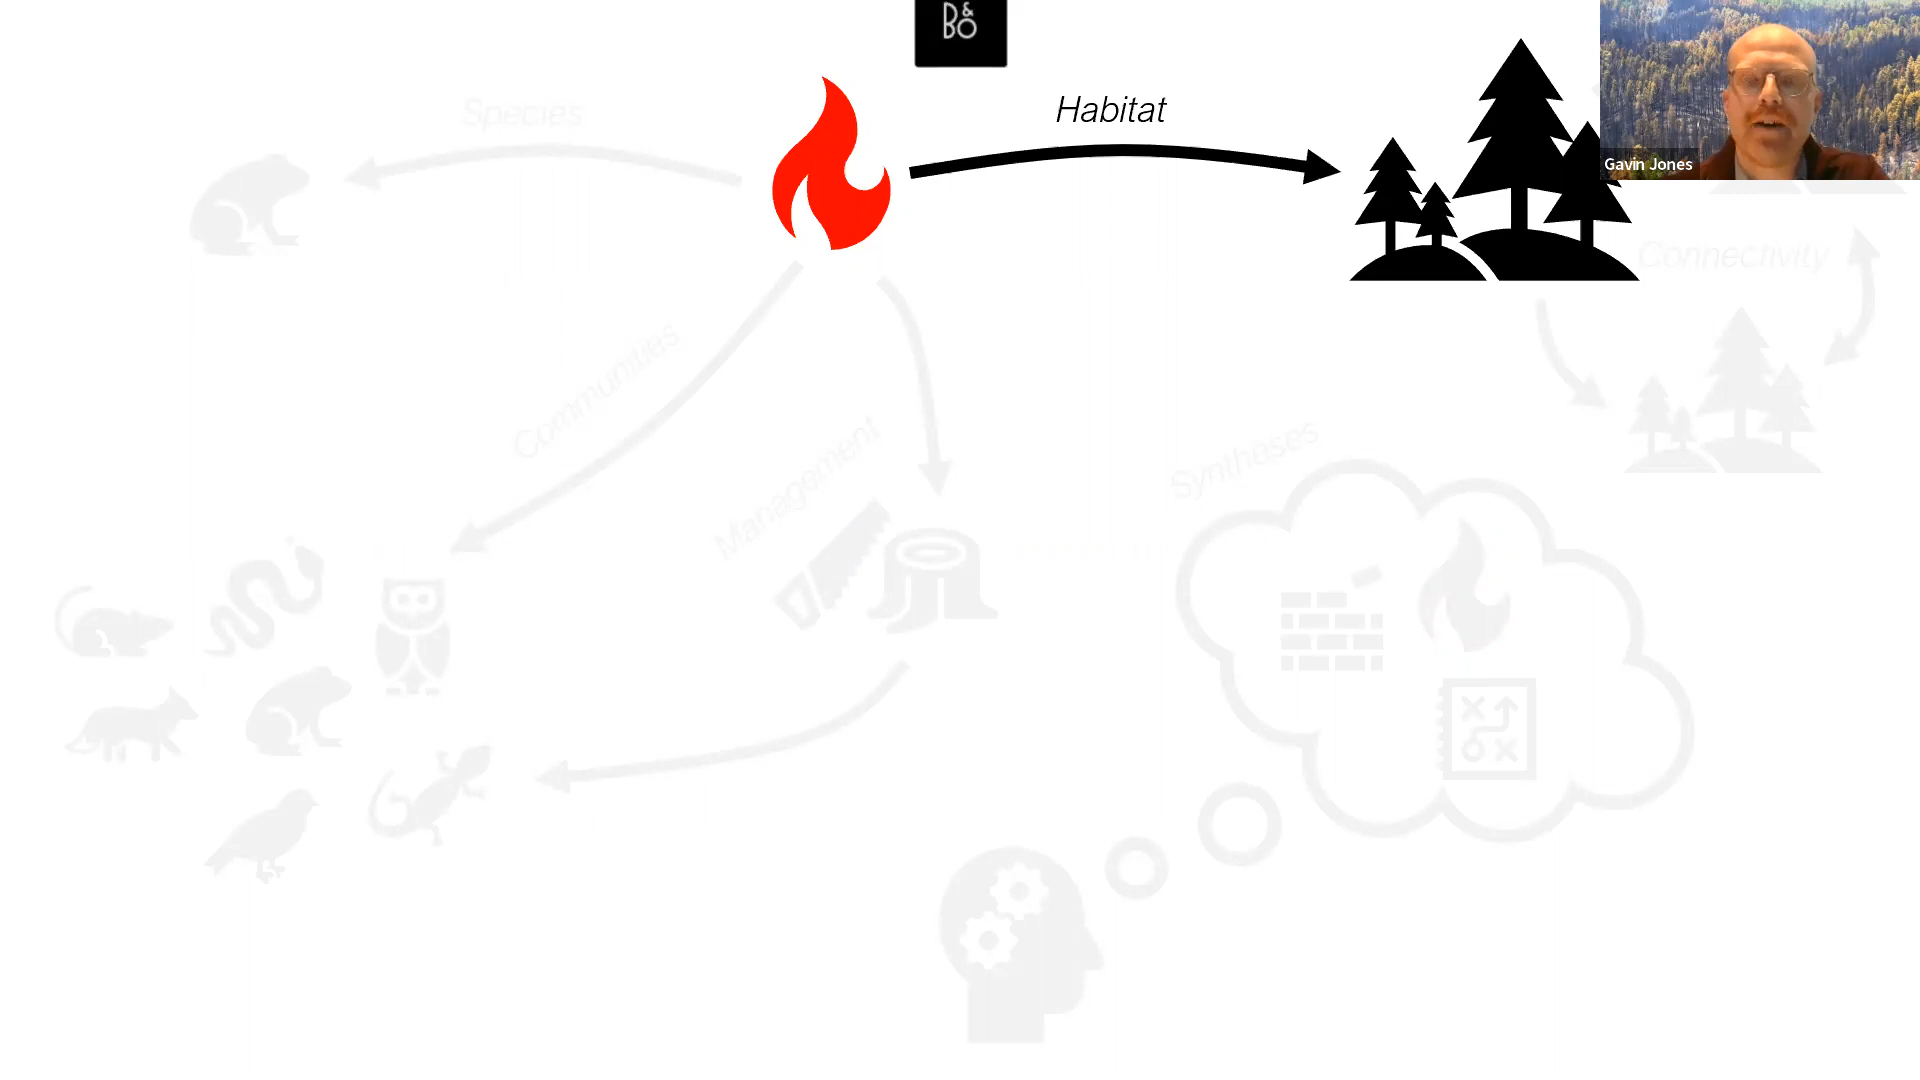 B&O
Species
Habitat
Gavin Jones
Connectivity
Communities
Management
Syntheses